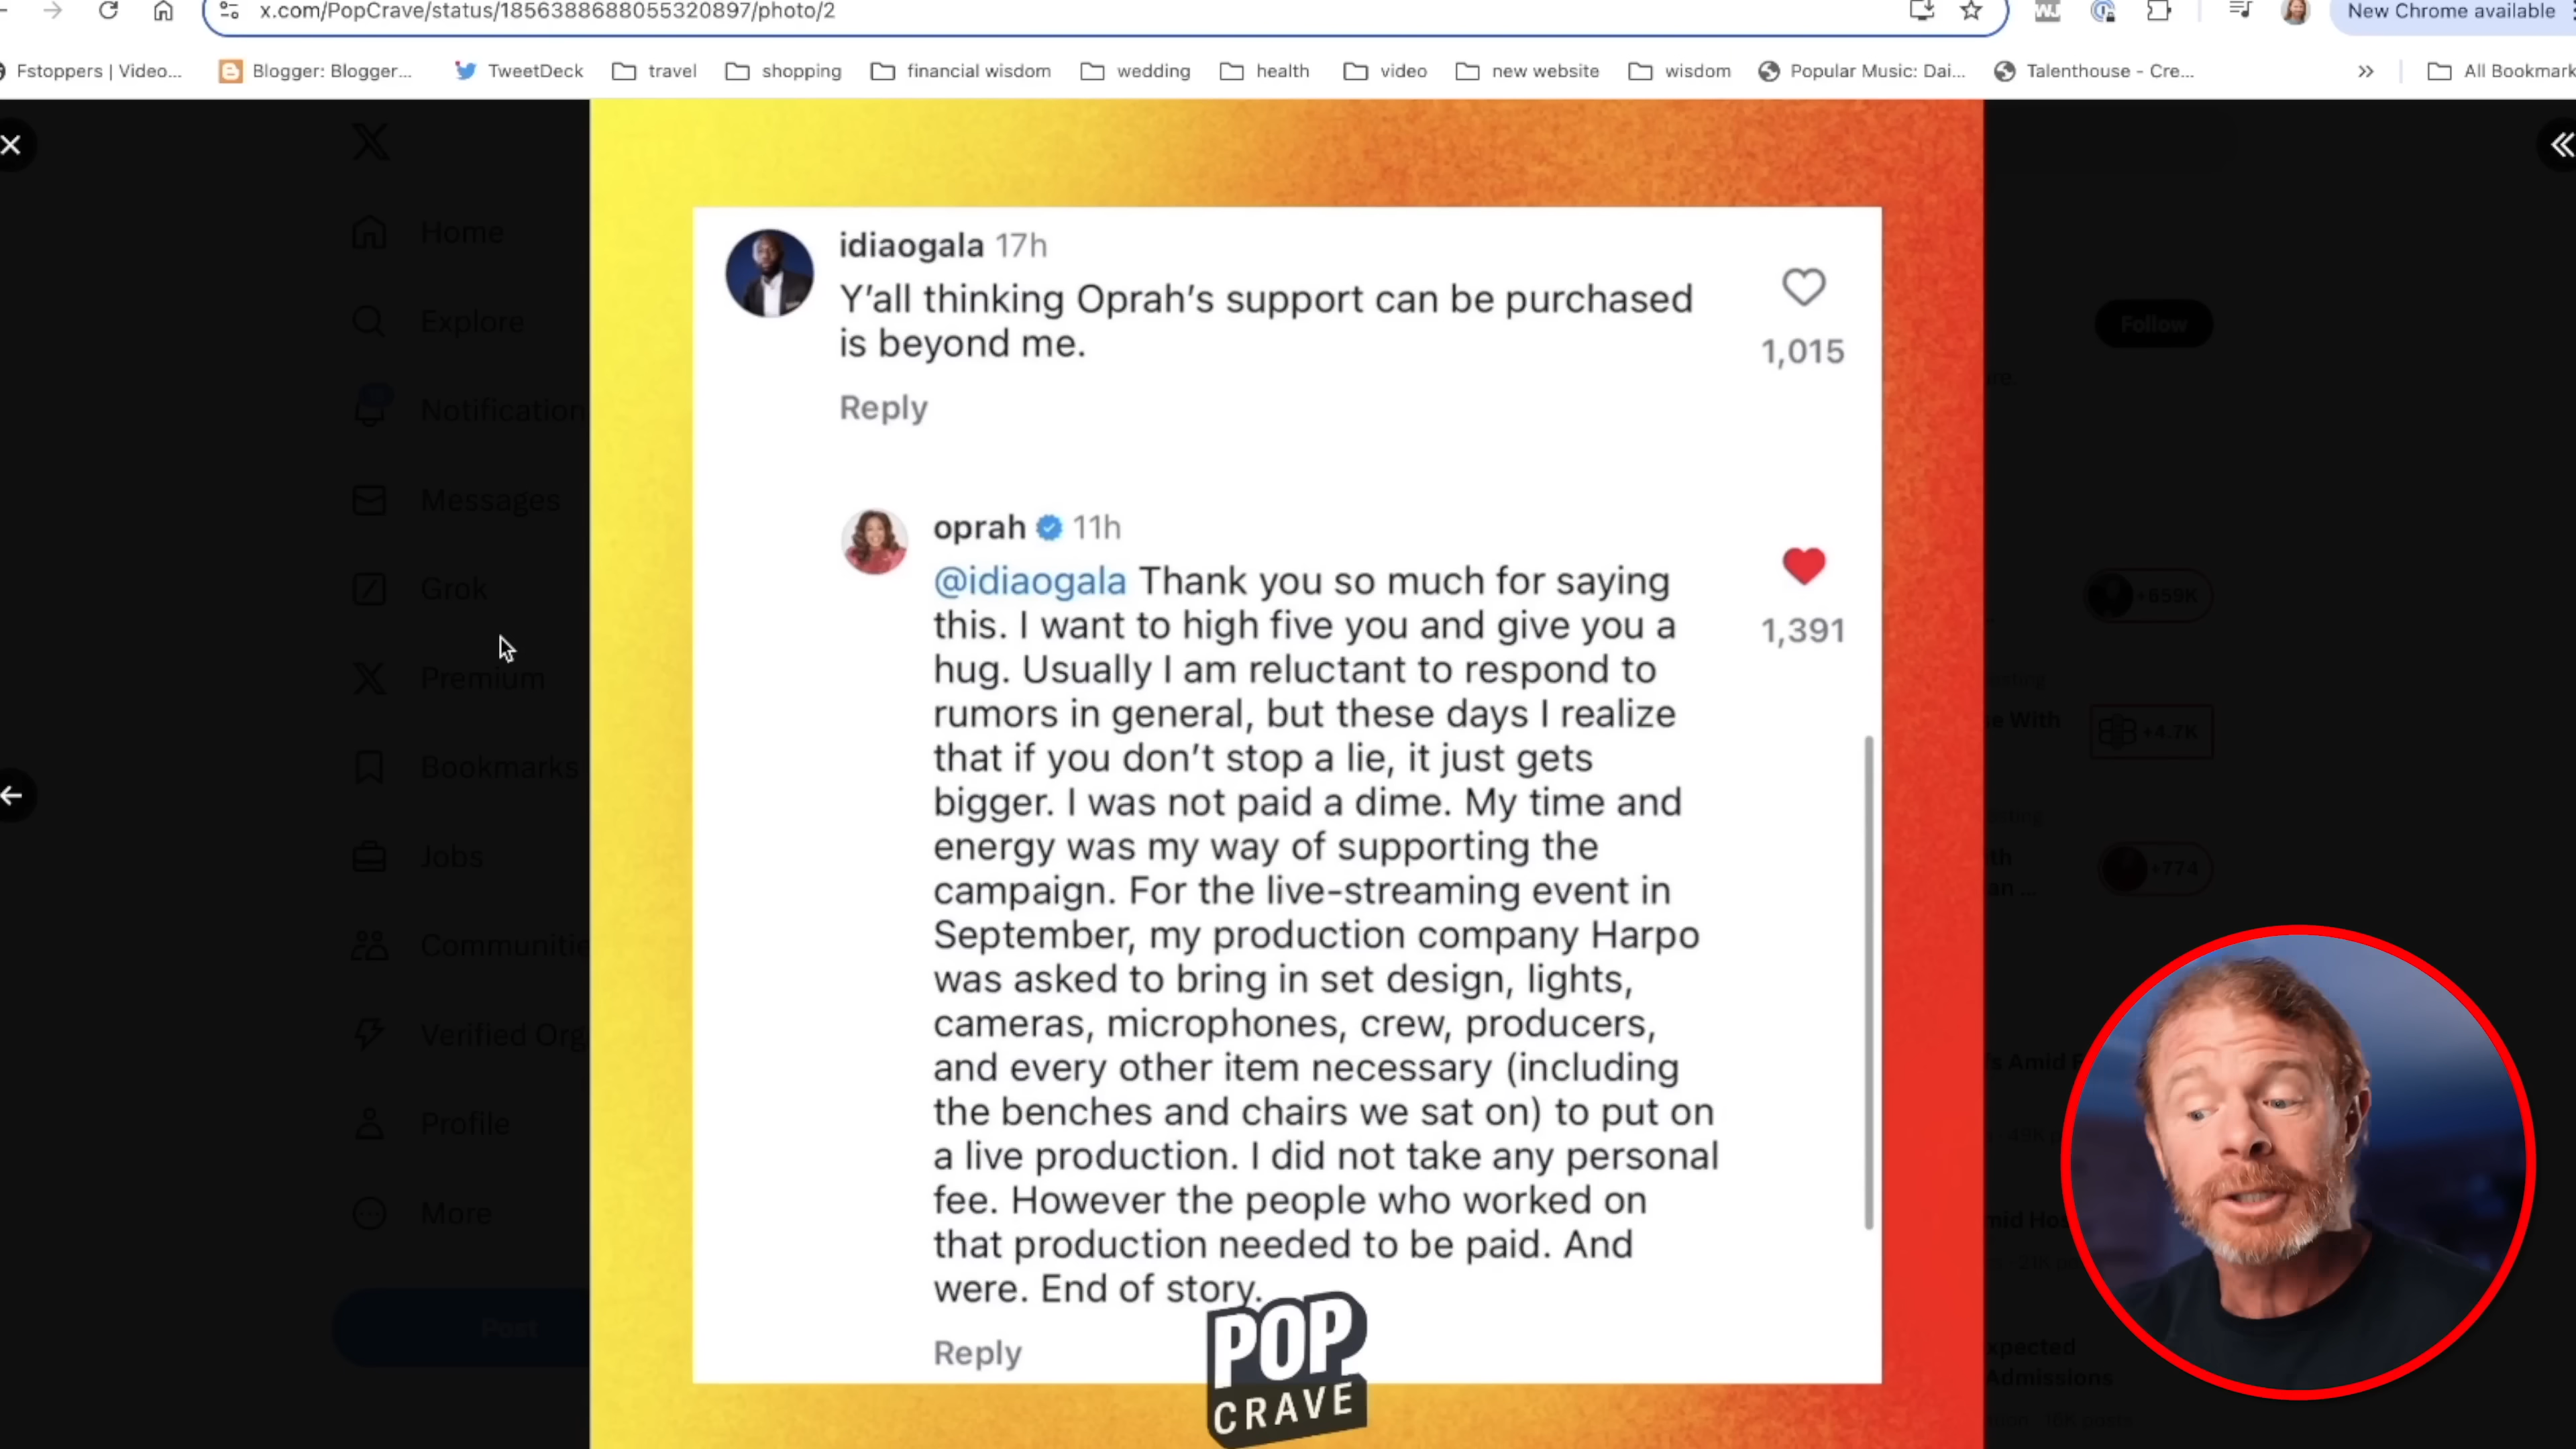 x.com/PopCrave/status/1856388688055320897/photo/2
New Chrome available
Fstoppers | Video...
Blogger: Blogger...
TweetDeck
travel
shopping
financial wisdom
wedding
health
video
new website
wisdom
Popular Music: Dai...
Talenthouse - Cre...
All Bookmark
Home
Explore
Notification
Messages
Grok
Premium
Bookmarks
Jobs
Communitie
Verified Org
Profile
More
Post
idiaogala 17h
Y'all thinking Oprah's support can be purchased
is beyond me.
1,015
Reply
oprah 11h
@idiaogala Thank you so much for saying
this. I want to high five you and give you a
hug. Usually I am reluctant to respond to
rumors in general, but these days I realize
that if you don't stop a lie, it just gets
bigger. I was not paid a dime. My time and
energy was my way of supporting the
campaign. For the live-streaming event in
September, my production company Harpo
was asked to bring in set design, lights,
cameras, microphones, crew, producers,
and every other item necessary (including
the benches and chairs we sat on) to put on
a live production. I did not take any personal
fee. However the people who worked on
that production needed to be paid. And
were. End of story.
1,391
Reply
POP
CRAVE
Follow
+659K
e With
+4.7K
+774
xpected
Admissions